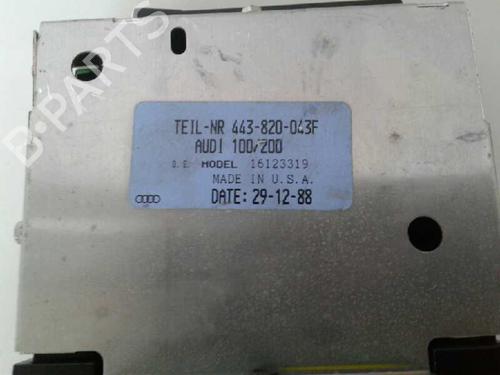 B-PARTS
TEIL-NR 443-820-043F
AUDI 100/200
MODEL 16123319
MADE IN U.S.A.
DATE: 29-12-88